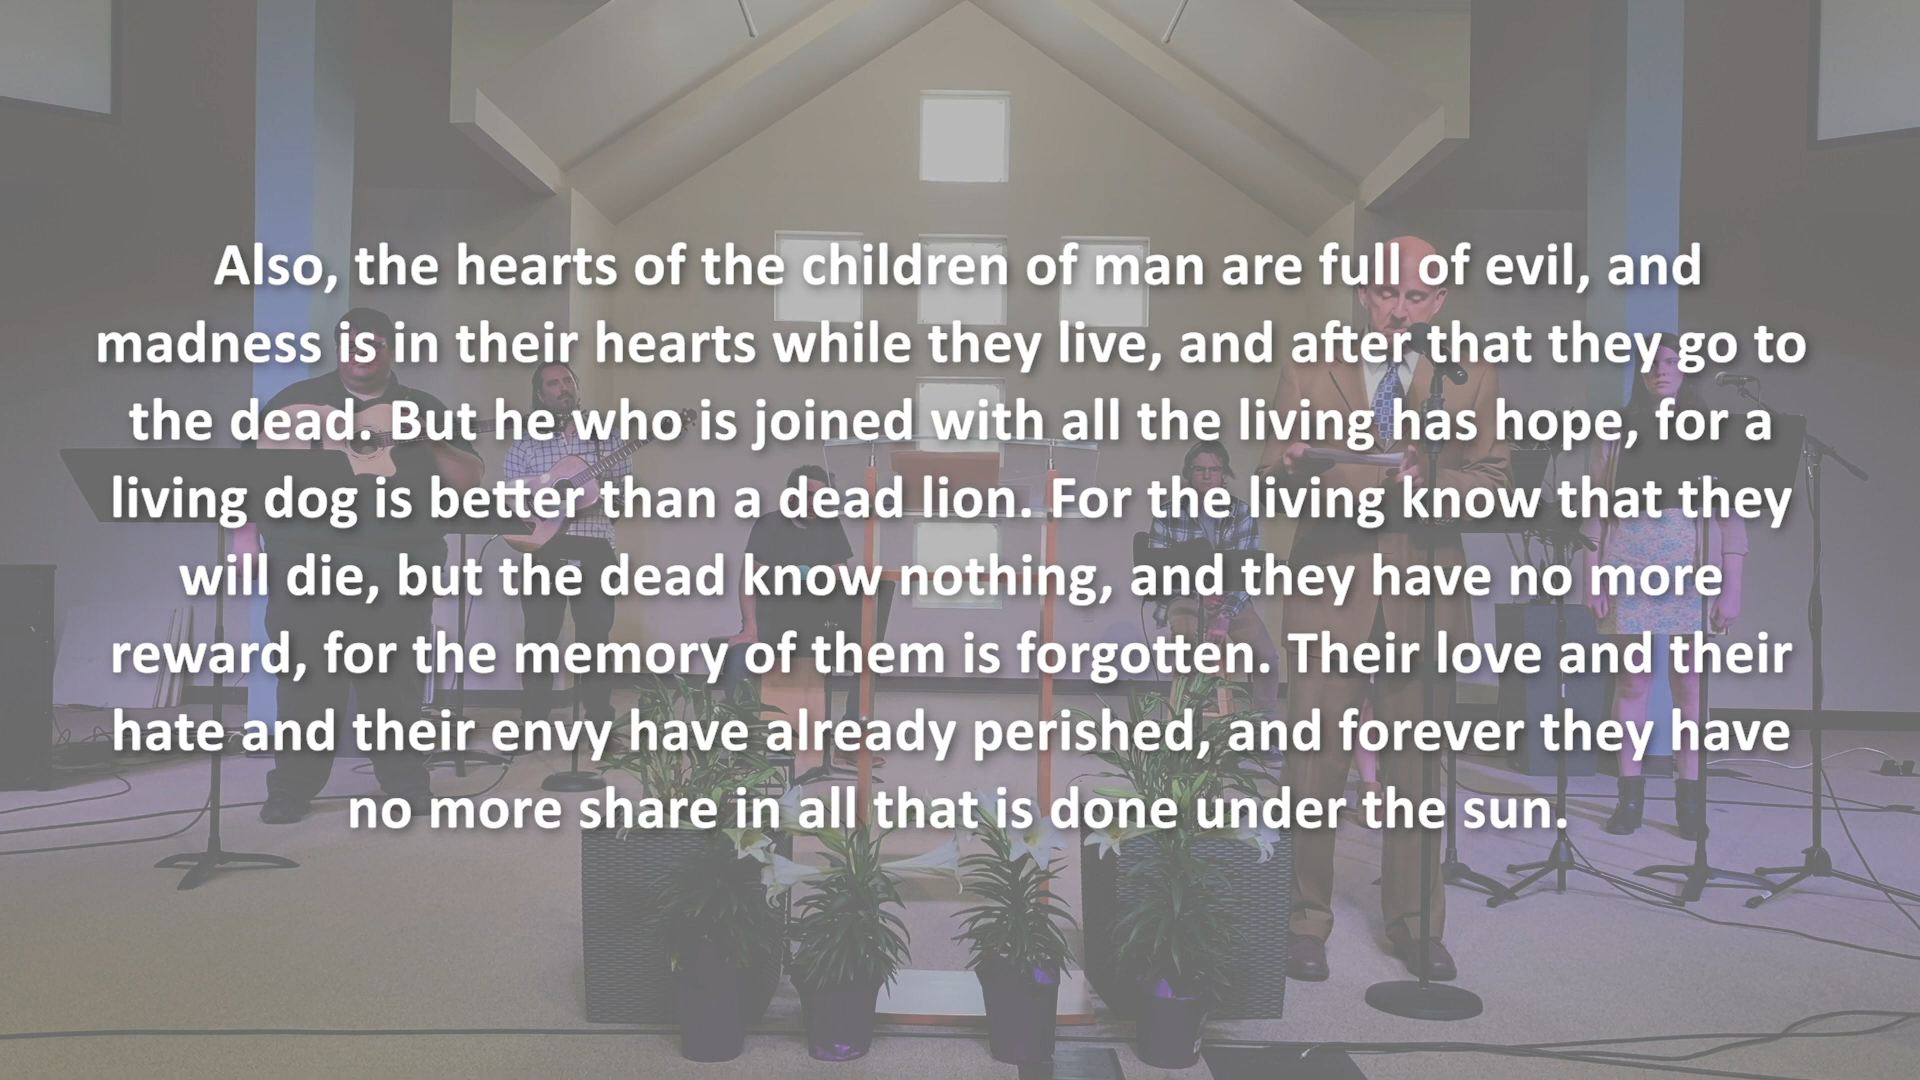 Also, the hearts of the children of man are full of evil, and
madness is in their hearts while they live, and after that they go to
the dead. But he who is joined with all the living has hope, for a
living dog is better than a dead lion. For the living know that they
will die, but the dead know nothing, and they have no more
reward, for the memory of them is forgotten. Their love and their
hate and their envy have already perished, and forever they have
no more share in all that is done under the sun.